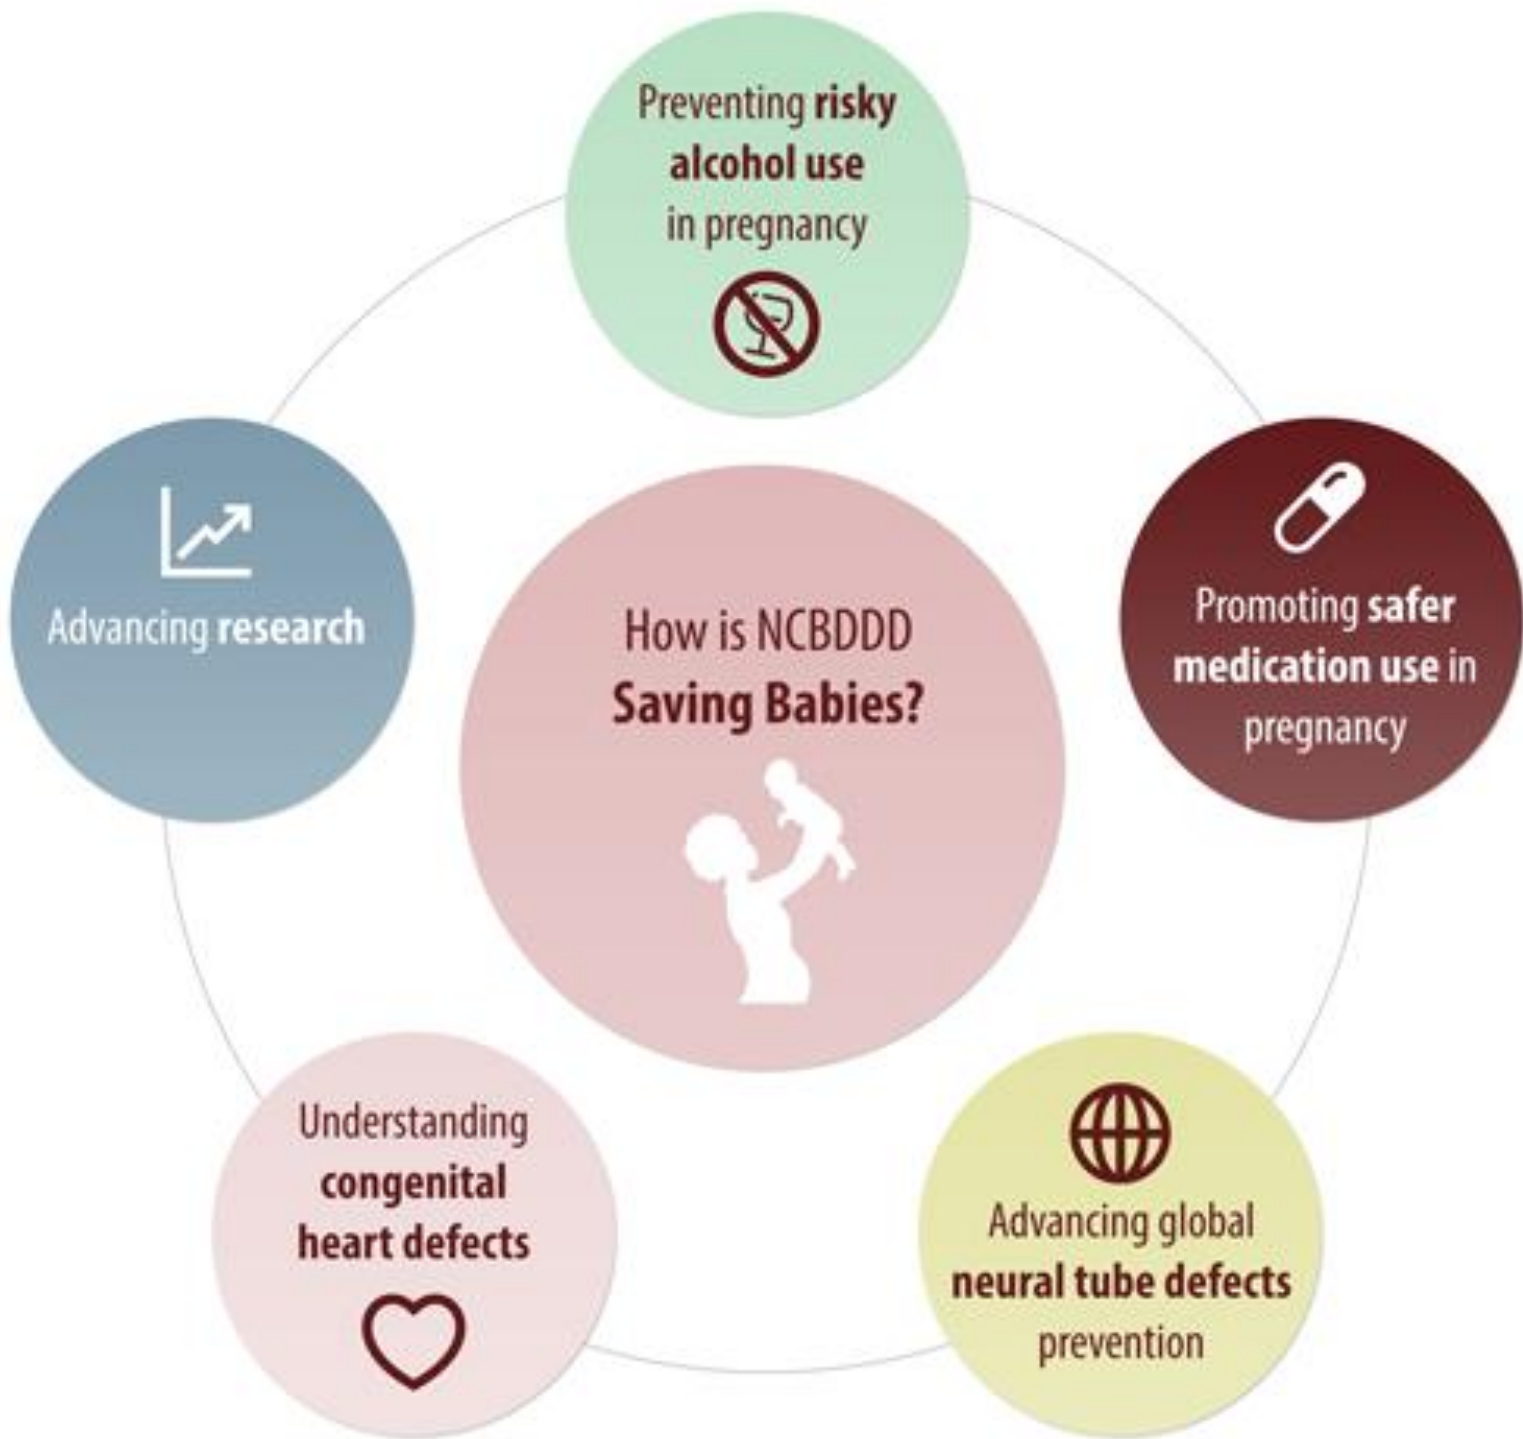 Preventing risky
alcohol use
in pregnancy
Promoting safer
medication use in
pregnancy
Advancing research
How is NCBDDD
Saving Babies?
Understanding
congenital
heart defects
Advancing global
neural tube defects
prevention